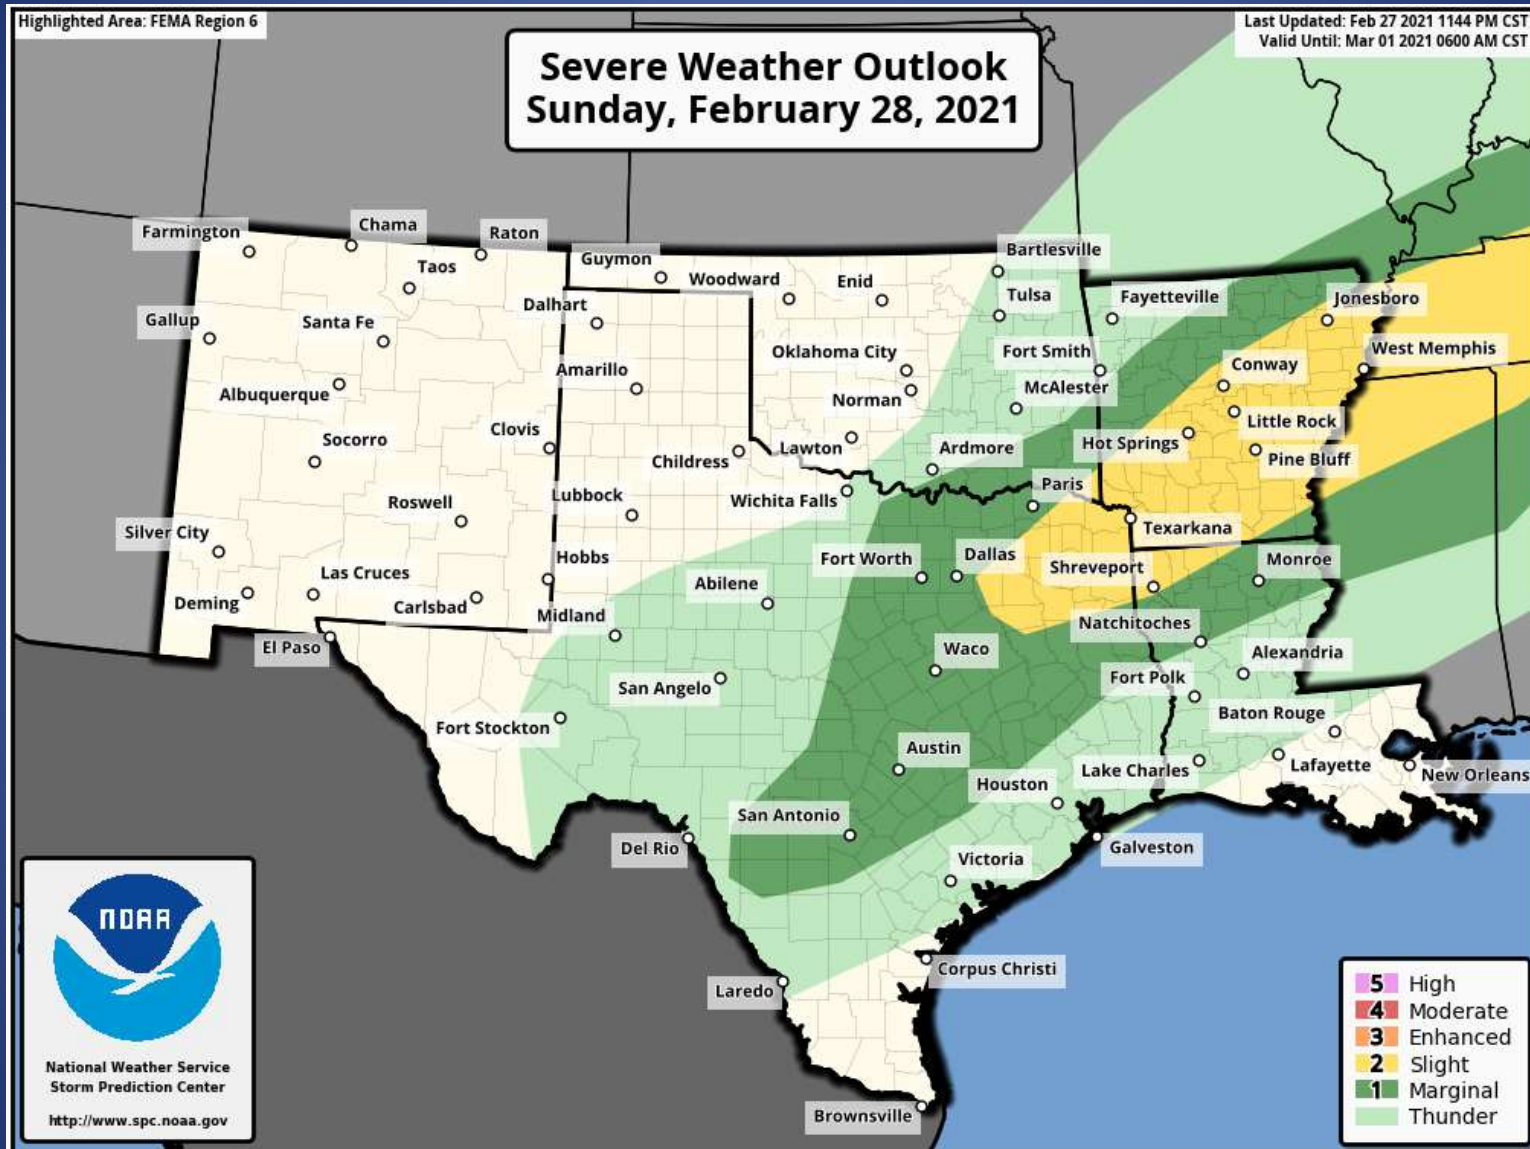 Highlighted Area: FEMA Region 6
Last Updated: Feb 27 2021 1144 PM CST
Valid Until: Mar 01 2021 0600 AM CST
Severe Weather Outlook
Sunday, February 28, 2021
Farmington
Chama
Raton
Taos
Guymon
Woodward
Enid
Bartlesville
Tulsa
Fayetteville
Jonesboro
Gallup
Santa Fe
Dalhart
Oklahoma City
Fort Smith
Conway
West Memphis
Albuquerque
Amarillo
Norman
McAlester
Little Rock
Socorro
Clovis
Childress
Lawton
Ardmore
Hot Springs
Pine Bluff
Roswell
Lubbock
Wichita Falls
Paris
Texarkana
Silver City
Las Cruces
Hobbs
Abilene
Fort Worth
Dallas
Shreveport
Monroe
Deming
Carlsbad
Midland
Natchitoches
El Paso
San Angelo
Waco
Fort Polk
Alexandria
Fort Stockton
Austin
Baton Rouge
Houston
Lake Charles
Lafayette
New Orleans
San Antonio
Del Rio
Victoria
Galveston
Laredo
Corpus Christi
Brownsville
NOAA
National Weather Service
Storm Prediction Center
http://www.spc.noaa.gov
5 High
4 Moderate
3 Enhanced
2 Slight
1 Marginal
Thunder